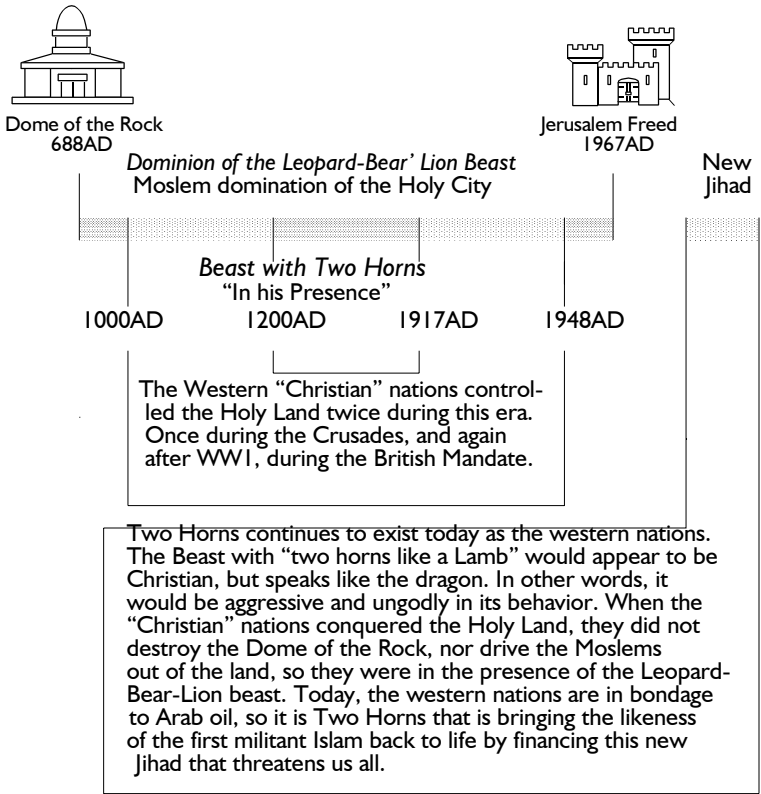 Dome of the Rock
688AD
Jerusalem Freed
1967AD
Dominion of the Leopard-Bear' Lion Beast
Moslem domination of the Holy City
New
Jihad
Beast with Two Horns
“In his Presence”
1000AD 1200AD 1917AD 1948AD
The Western “Christian” nations control-
led the Holy Land twice during this era.
Once during the Crusades, and again
after WW1, during the British Mandate.
Two Horns continues to exist today as the western nations.
The Beast with “two horns like a Lamb” would appear to be
Christian, but speaks like the dragon. In other words, it
would be aggressive and ungodly in its behavior. When the
“Christian” nations conquered the Holy Land, they did not
destroy the Dome of the Rock, nor drive the Moslems
out of the land, so they were in the presence of the Leopard-
Bear-Lion beast. Today, the western nations are in bondage
to Arab oil, so it is Two Horns that is bringing the likeness
of the first militant Islam back to life by financing this new
Jihad that threatens us all.